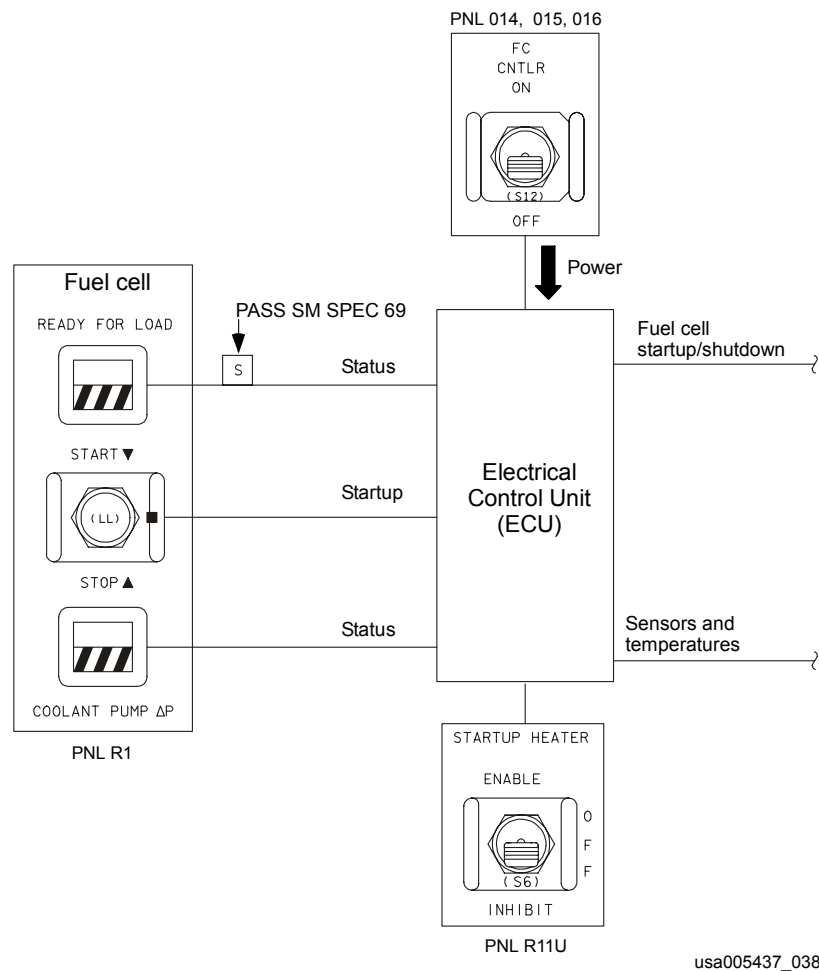 PNL 014, 015, 016
FC
CNTLR
ON
(S12)
OFF
Power
Fuel cell
READY FOR LOAD
PASS SM SPEC 69
S
Status
START▼
(LL)
STOP▲
Startup
Status
COOLANT PUMP ΔP
PNL R1
Electrical
Control Unit
(ECU)
Fuel cell
startup/shutdown
Sensors and
temperatures
STARTUP HEATER
ENABLE
OFF
(S6)
INHIBIT
PNL R11U
usa005437_038